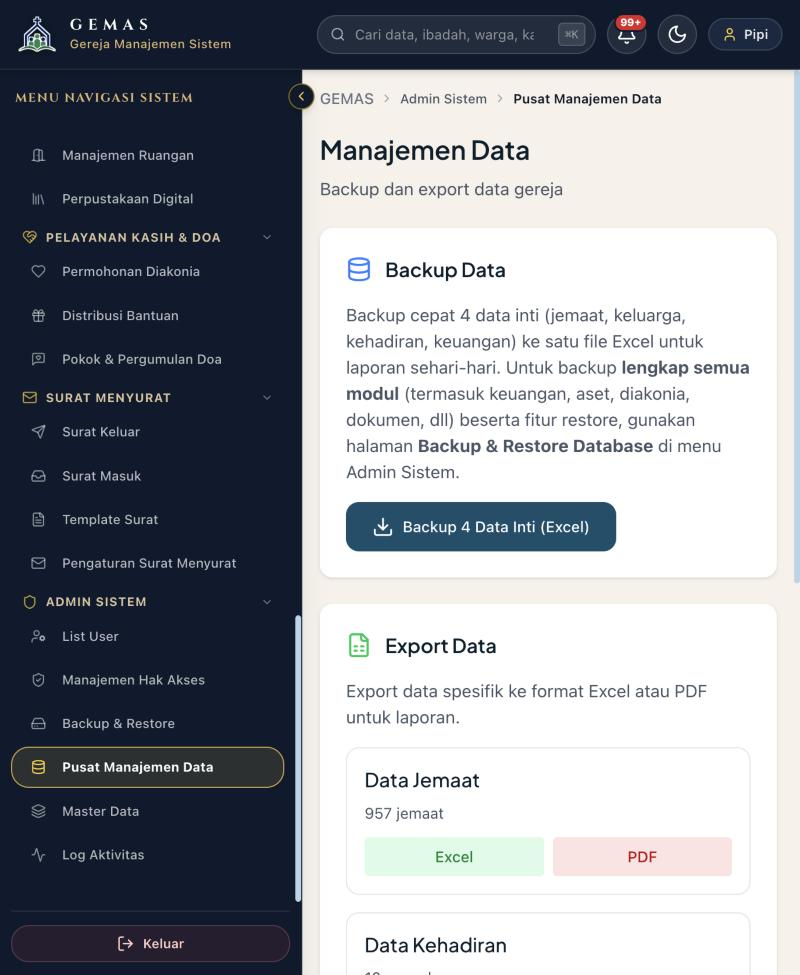 GEMAS
Gereja Manajemen Sistem
Cari data, ibadah, warga, ka
⌘K
99+
Pipi
MENU NAVIGASI SISTEM
Manajemen Ruangan
Perpustakaan Digital
PELAYANAN KASIH & DOA
Permohonan Diakonia
Distribusi Bantuan
Pokok & Pergumulan Doa
SURAT MENYURAT
Surat Keluar
Surat Masuk
Template Surat
Pengaturan Surat Menyurat
ADMIN SISTEM
List User
Manajemen Hak Akses
Backup & Restore
Pusat Manajemen Data
Master Data
Log Aktivitas
Keluar
GEMAS > Admin Sistem > Pusat Manajemen Data
Manajemen Data
Backup dan export data gereja
Backup Data
Backup cepat 4 data inti (jemaat, keluarga,
kehadiran, keuangan) ke satu file Excel untuk
laporan sehari-hari. Untuk backup lengkap semua
modul (termasuk keuangan, aset, diakonia,
dokumen, dll) beserta fitur restore, gunakan
halaman Backup & Restore Database di menu
Admin Sistem.
Backup 4 Data Inti (Excel)
Export Data
Export data spesifik ke format Excel atau PDF
untuk laporan.
Data Jemaat
957 jemaat
Excel
PDF
Data Kehadiran